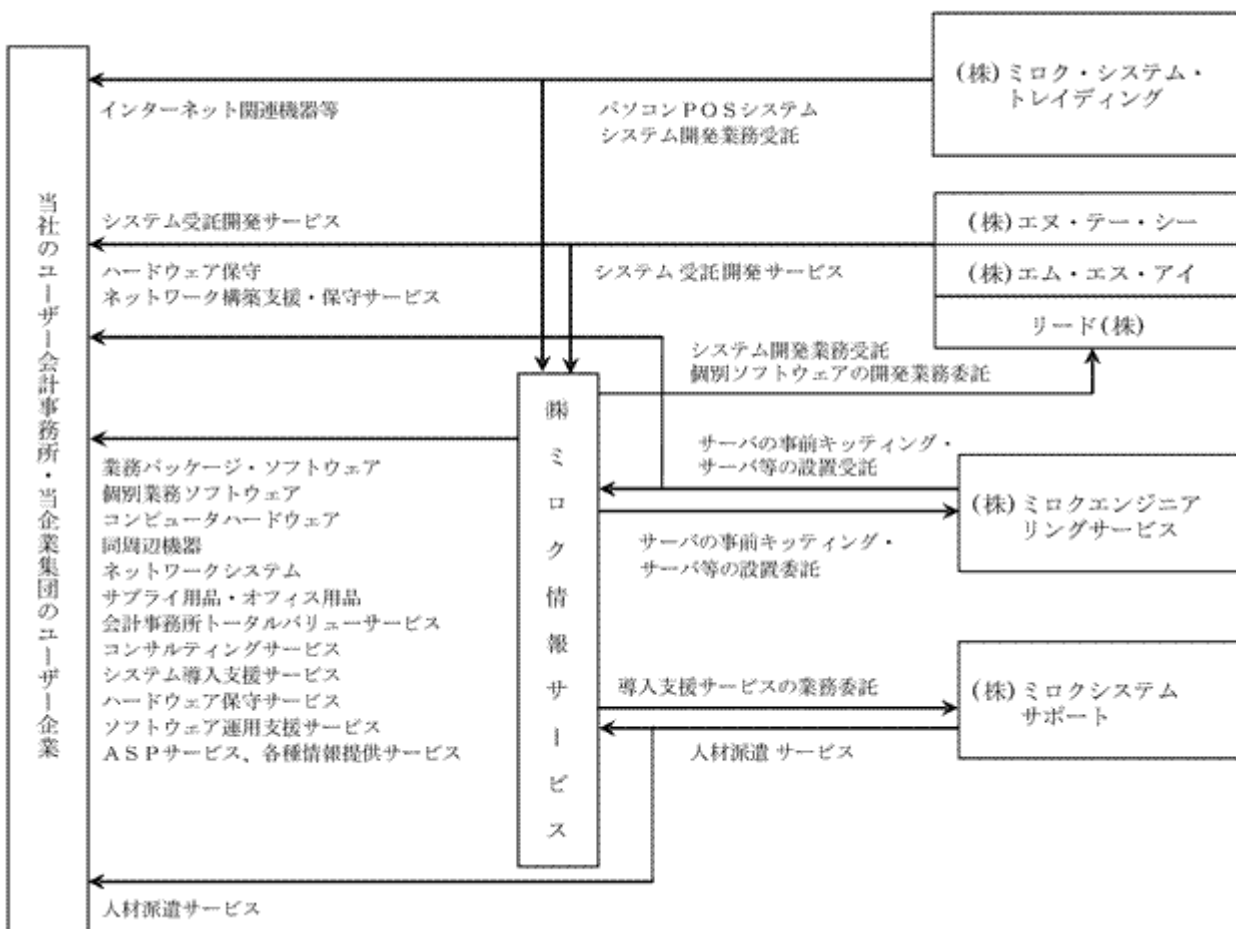 (株)ミロク・システム・
トレイディング
インターネット関連機器等
パソコンPOSシステム
システム開発業務受託
当社のユーザー会計事務所・当企業集団のユーザー企業
システム受託開発サービス
(株)エヌ・テー・シー
ハードウェア保守
ネットワーク構築支援・保守サービス
システム受託開発サービス
(株)エム・エス・アイ
リード(株)
システム開発業務受託
個別ソフトウェアの開発業務委託
㈱ミロク情報サービス
業務パッケージ・ソフトウェア
個別業務ソフトウェア
コンピュータハードウェア
同周辺機器
ネットワークシステム
サプライ用品・オフィス用品
会計事務所トータルバリューサービス
コンサルティングサービス
システム導入支援サービス
ハードウェア保守サービス
ソフトウェア運用支援サービス
ASPサービス、各種情報提供サービス
サーバの事前キッティング・
サーバ等の設置受託
(株)ミロクエンジニア
リングサービス
サーバの事前キッティング・
サーバ等の設置委託
導入支援サービスの業務委託
(株)ミロクシステム
サポート
人材派遣サービス
人材派遣サービス